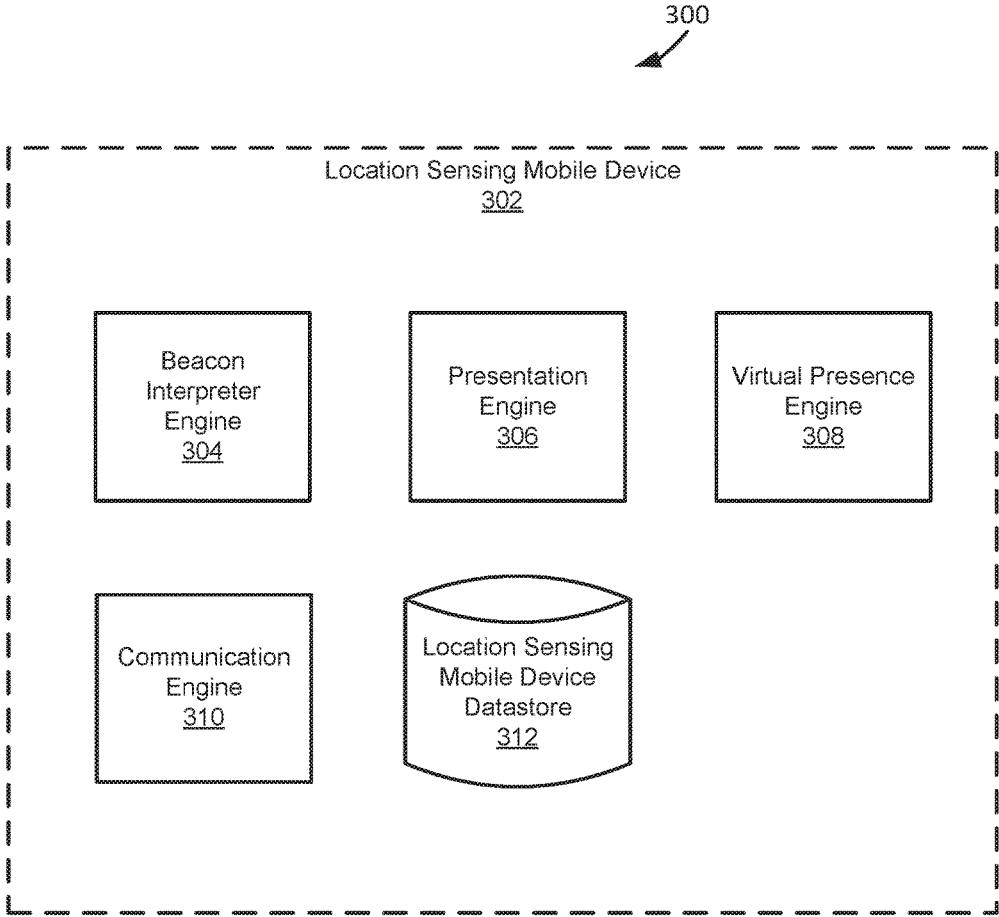 300
Location Sensing Mobile Device
302
Beacon
Interpreter
Engine
304
Presentation
Engine
306
Virtual Presence
Engine
308
Communication
Engine
310
Location Sensing
Mobile Device
Datastore
312